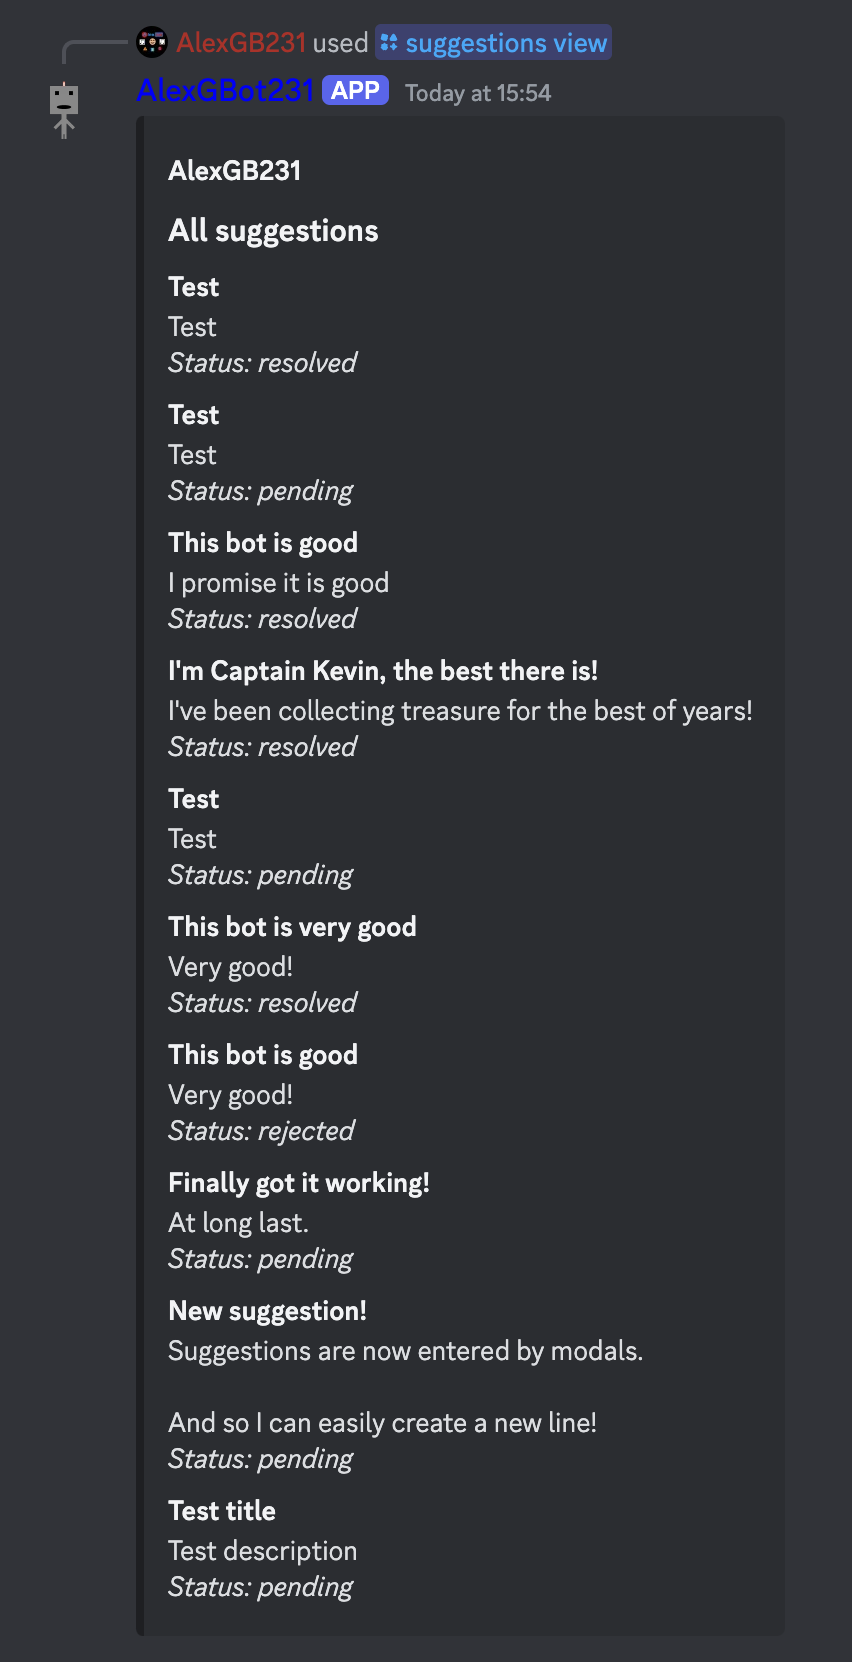 AlexGB231 used suggestions view
AlexGBot231 APP Today at 15:54
AlexGB231
All suggestions
Test
Test
Status: resolved
Test
Test
Status: pending
This bot is good
I promise it is good
Status: resolved
I'm Captain Kevin, the best there is!
I've been collecting treasure for the best of years!
Status: resolved
Test
Test
Status: pending
This bot is very good
Very good!
Status: resolved
This bot is good
Very good!
Status: rejected
Finally got it working!
At long last.
Status: pending
New suggestion!
Suggestions are now entered by modals.
And so I can easily create a new line!
Status: pending
Test title
Test description
Status: pending